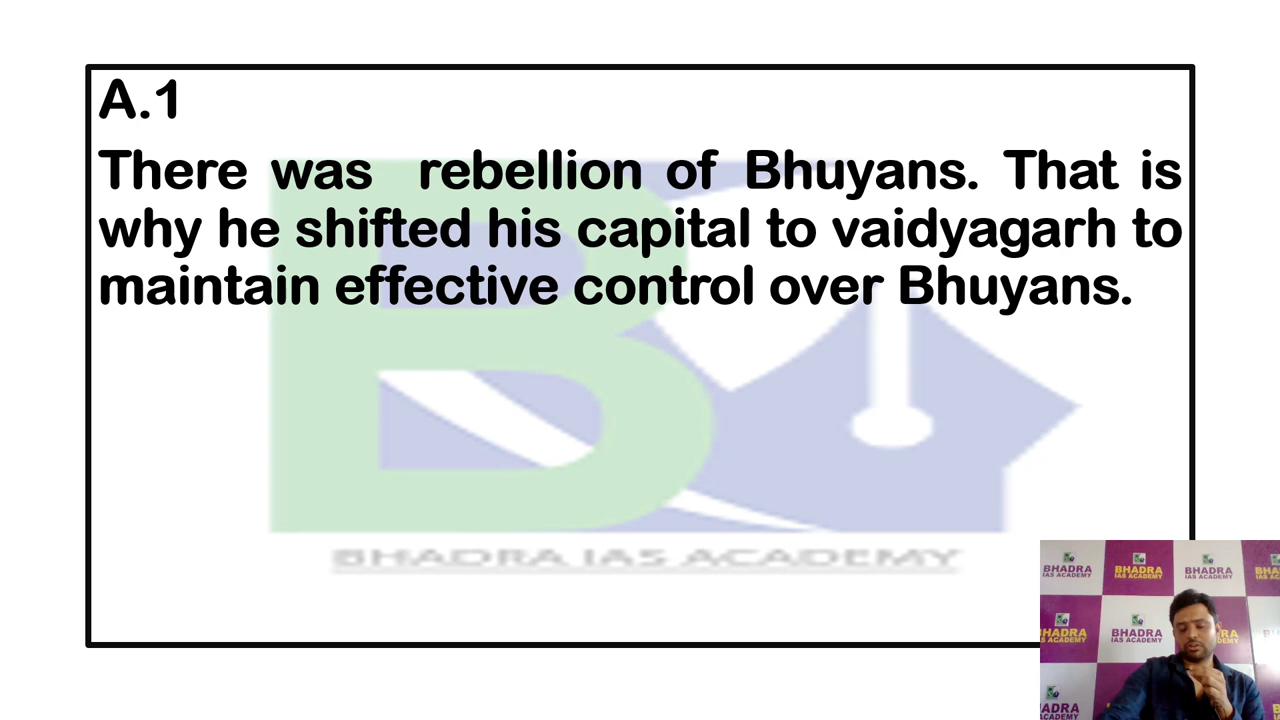 A.1
There was rebellion of Bhuyans. That is
why he shifted his capital to vaidyagarh to
maintain effective control over Bhuyans.
BHADRA IAS ACADEMY
BHADRA
IAS ACADEMY
BHADRA
IAS ACADEMY
BHADRA
IAS ACADEMY
BHADRA
IAS ACADEMY
BHADRA
IAS ACADEMY